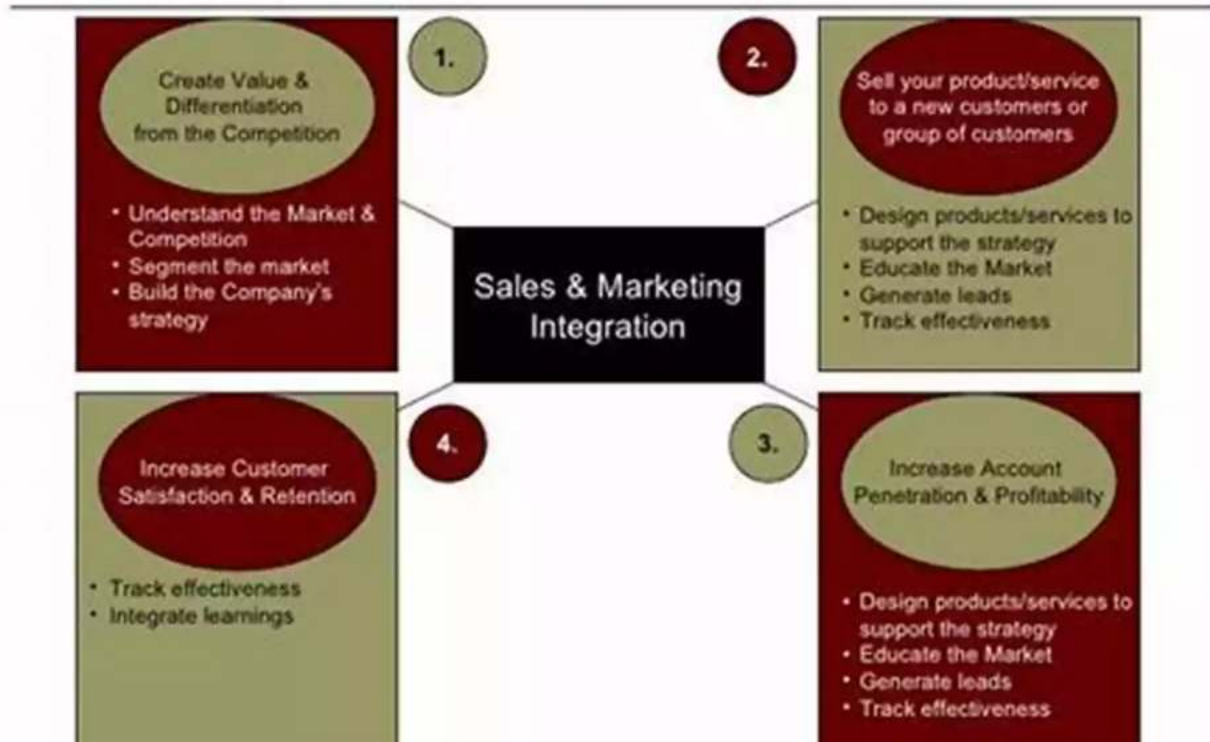 1.
Create Value &
Differentiation
from the Competition
• Understand the Market &
Competition
• Segment the market
• Build the Company's
strategy
2.
Sell your product/service
to a new customers or
group of customers
• Design products/services to
support the strategy
• Educate the Market
• Generate leads
• Track effectiveness
Sales & Marketing
Integration
3.
Increase Account
Penetration & Profitability
• Design products/services to
support the strategy
• Educate the Market
• Generate leads
• Track effectiveness
4.
Increase Customer
Satisfaction & Retention
• Track effectiveness
• Integrate learnings